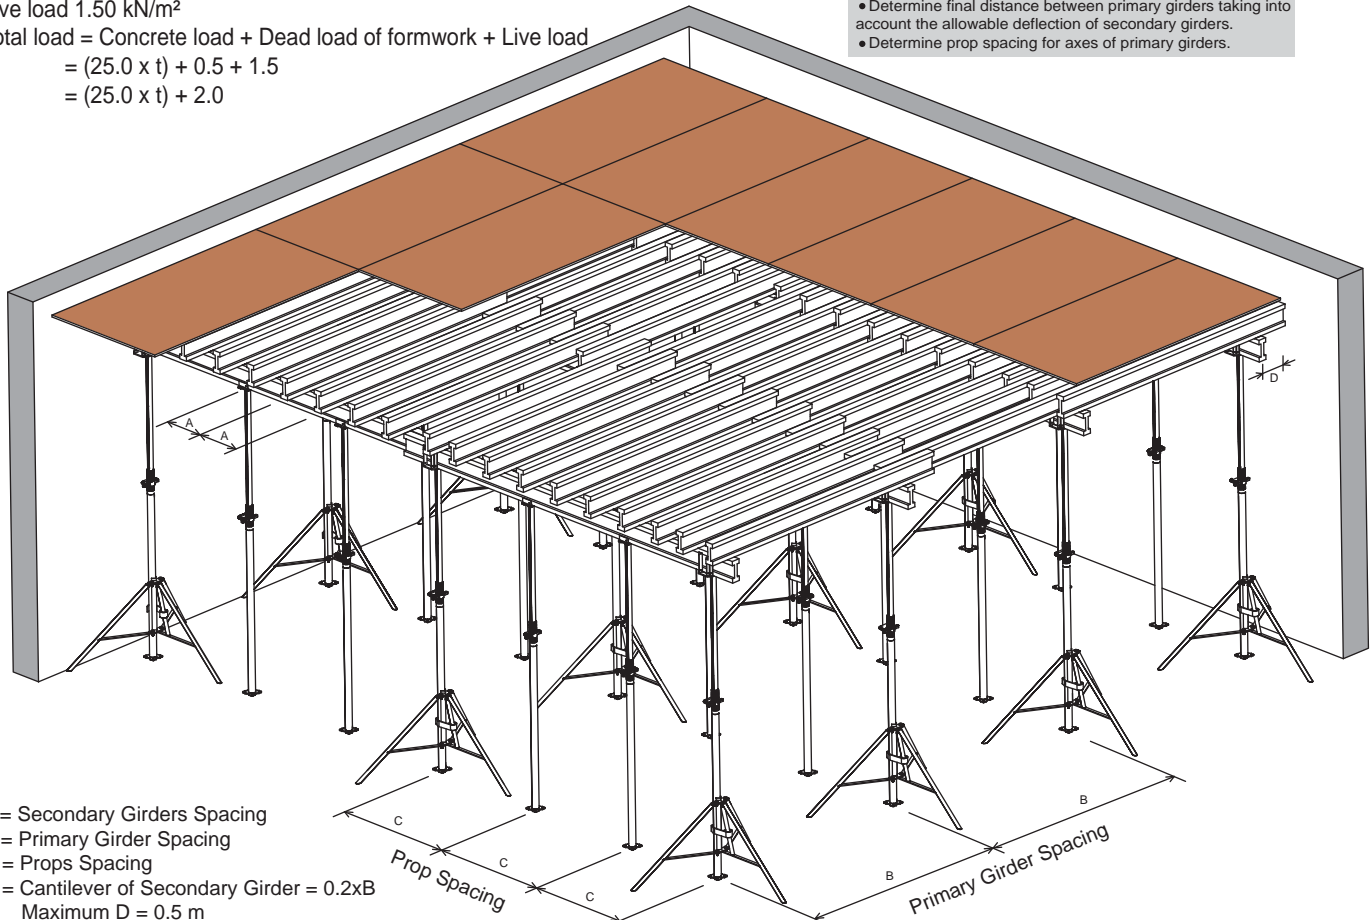 ve load 1.50 kN/m²
otal load = Concrete load + Dead load of formwork + Live load
= (25.0 x t) + 0.5 + 1.5
= (25.0 x t) + 2.0
• Determine final distance between primary girders taking into
account the allowable deflection of secondary girders.
• Determine prop spacing for axes of primary girders.
A
A
D
= Secondary Girders Spacing
= Primary Girder Spacing
= Props Spacing
= Cantilever of Secondary Girder = 0.2xB
Maximum D = 0.5 m
C
C
C
Prop Spacing
B
B
Primary Girder Spacing